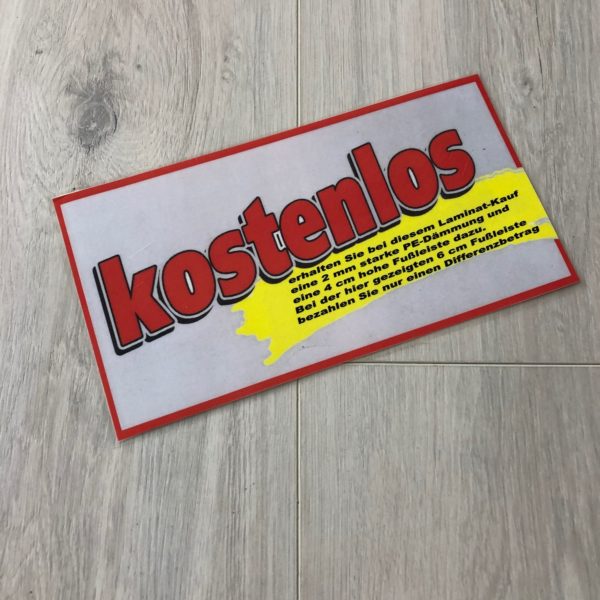 kostenlos
erhalten Sie bei diesem Laminat-Kauf
eine 2 mm starke PE-Dämmung und
eine 4 cm hohe Fußleiste dazu.
Bei der hier gezeigten 6 cm Fußleiste
bezahlen Sie nur einen Differenzbetrag